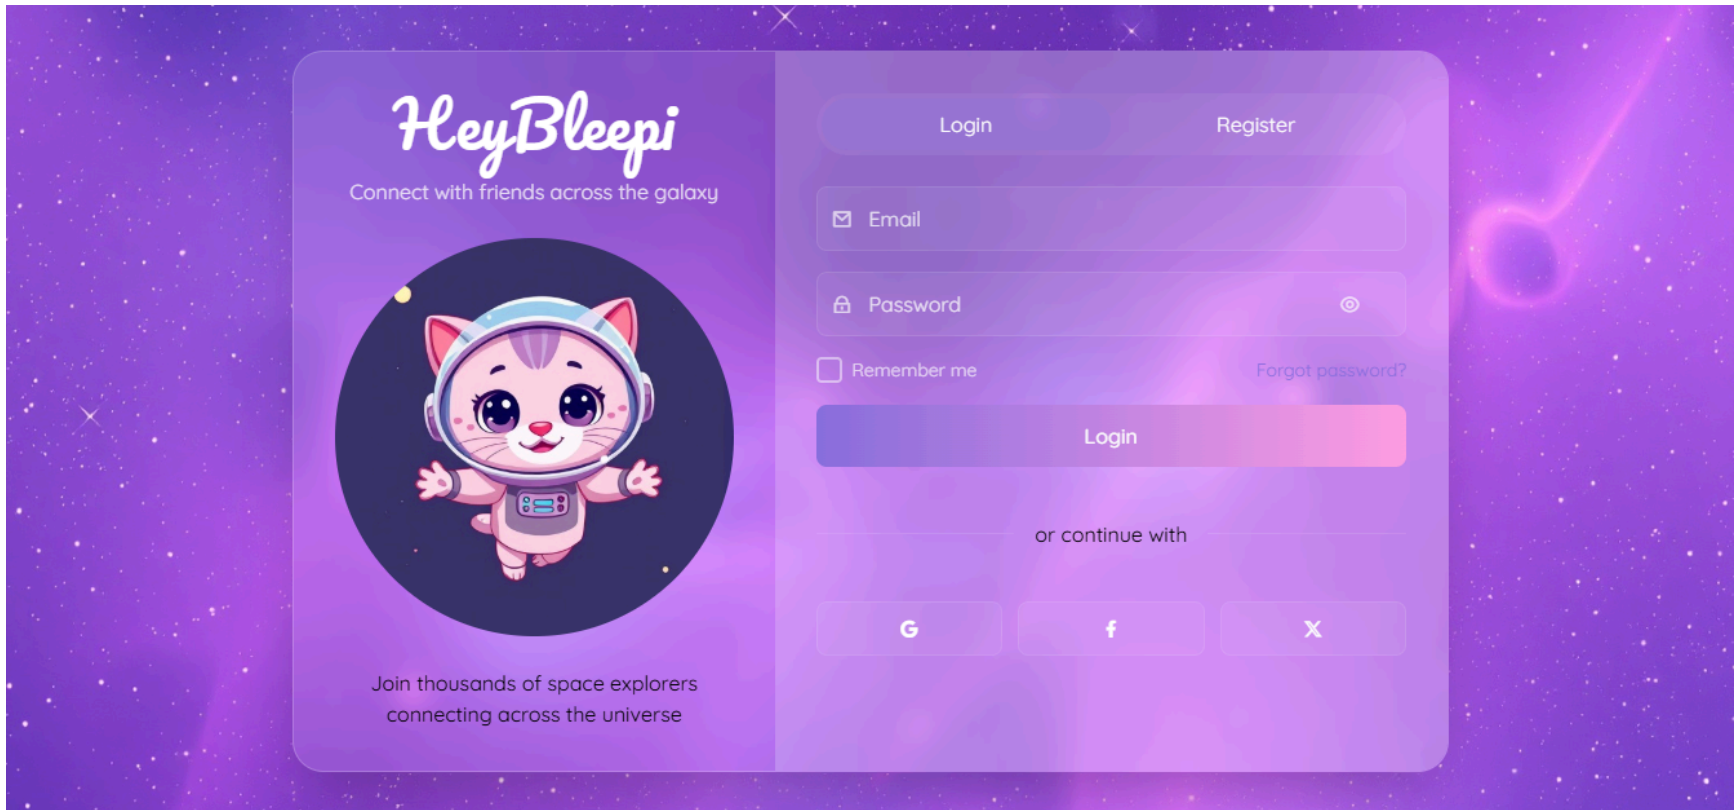 HeyBleepi
Connect with friends across the galaxy
Join thousands of space explorers
connecting across the universe
Login
Register
Email
Password
Remember me
Forgot password?
Login
or continue with
G
f
X